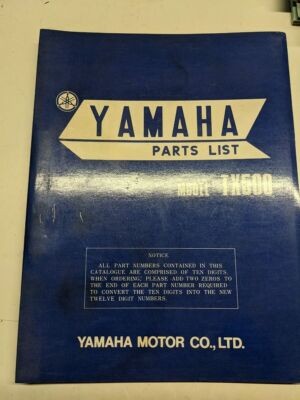 YAMAHA
PARTS LIST
MODEL TX500
NOTICE
ALL PART NUMBERS CONTAINED IN THIS
CATALOGUE ARE COMPRISED OF TEN DIGITS.
WHEN ORDERING, PLEASE ADD TWO ZEROS TO
THE END OF EACH PART NUMBER REQUIRED
TO CONVERT THE TEN DIGITS INTO THE NEW
TWELVE DIGIT NUMBERS.
YAMAHA MOTOR CO., LTD.